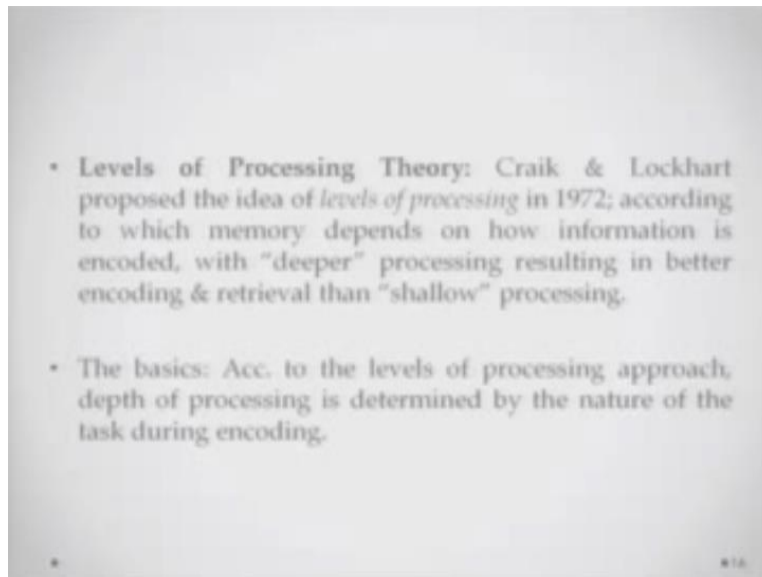 • Levels of Processing Theory: Craik & Lockhart
proposed the idea of levels of processing in 1972; according
to which memory depends on how information is
encoded, with "deeper" processing resulting in better
encoding & retrieval than "shallow" processing.
• The basics: Acc. to the levels of processing approach,
depth of processing is determined by the nature of the
task during encoding.